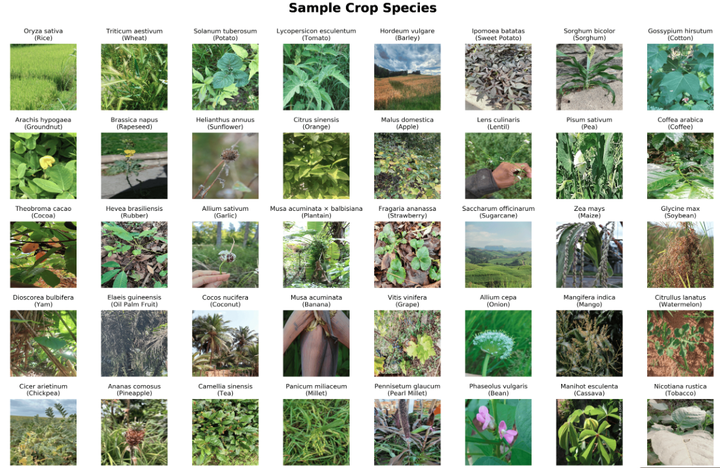 Sample Crop Species
Oryza sativa
(Rice)
Triticum aestivum
(Wheat)
Solanum tuberosum
(Potato)
Lycopersicon esculentum
(Tomato)
Hordeum vulgare
(Barley)
Ipomoea batatas
(Sweet Potato)
Sorghum bicolor
(Sorghum)
Gossypium hirsutum
(Cotton)
Arachis hypogaea
(Groundnut)
Brassica napus
(Rapeseed)
Helianthus annuus
(Sunflower)
Citrus sinensis
(Orange)
Malus domestica
(Apple)
Lens culinaris
(Lentil)
Pisum sativum
(Pea)
Coffea arabica
(Coffee)
Theobroma cacao
(Cocoa)
Hevea brasiliensis
(Rubber)
Allium sativum
(Garlic)
Musa acuminata × balbisiana
(Plantain)
Fragaria ananassa
(Strawberry)
Saccharum officinarum
(Sugarcane)
Zea mays
(Maize)
Glycine max
(Soybean)
Dioscorea bulbifera
(Yam)
Elaeis guineensis
(Oil Palm Fruit)
Cocos nucifera
(Coconut)
Musa acuminata
(Banana)
Vitis vinifera
(Grape)
Allium cepa
(Onion)
Mangifera indica
(Mango)
Citrullus lanatus
(Watermelon)
Cicer arietinum
(Chickpea)
Ananas comosus
(Pineapple)
Camellia sinensis
(Tea)
Panicum miliaceum
(Millet)
Pennisetum glaucum
(Pearl Millet)
Phaseolus vulgaris
(Bean)
Manihot esculenta
(Cassava)
Nicotiana rustica
(Tobacco)